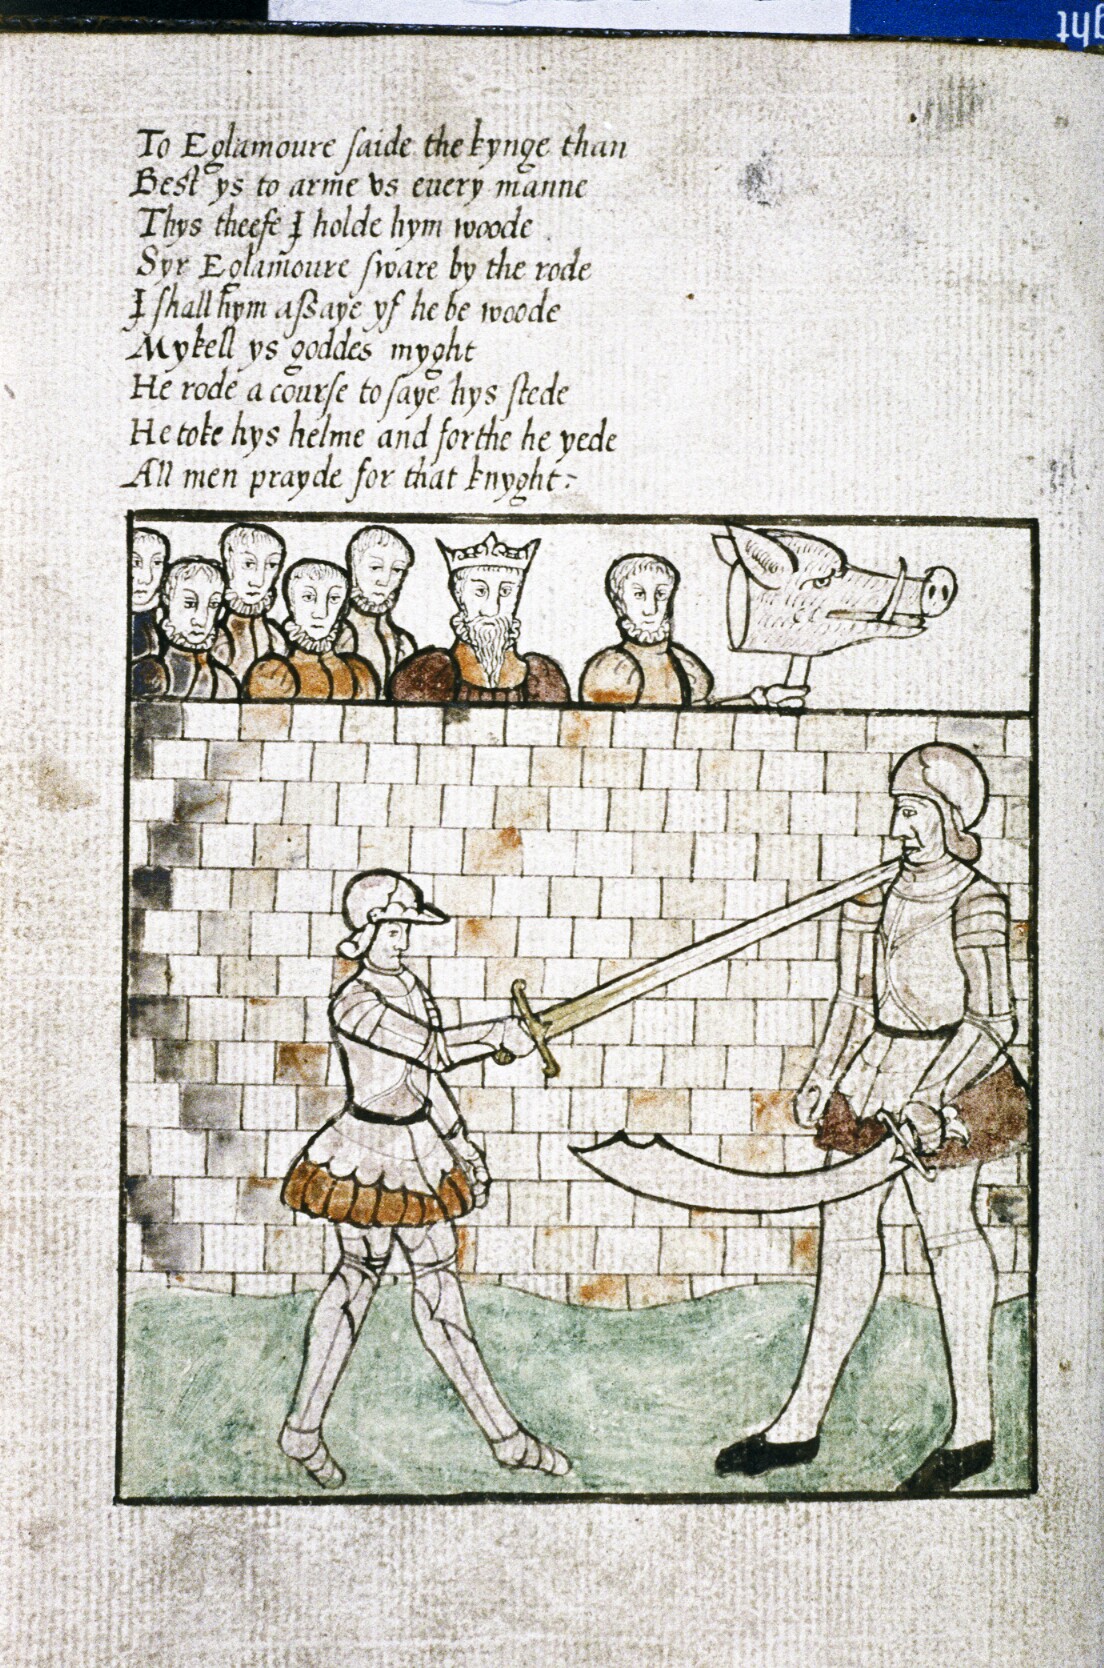 To Eglamoure ſaide the kynge than
Best ys to arme vs euery manne
Thys theefe I holde hym woode
Syr Eglamoure ſware by the rode
I ſhall hym aſsaye yf he be woode
Mykell ys goddes myght
He rode a courſe to ſaye hys ſtede
He toke hys helme and forthe he yede
All men prayde for that knyght:
ght